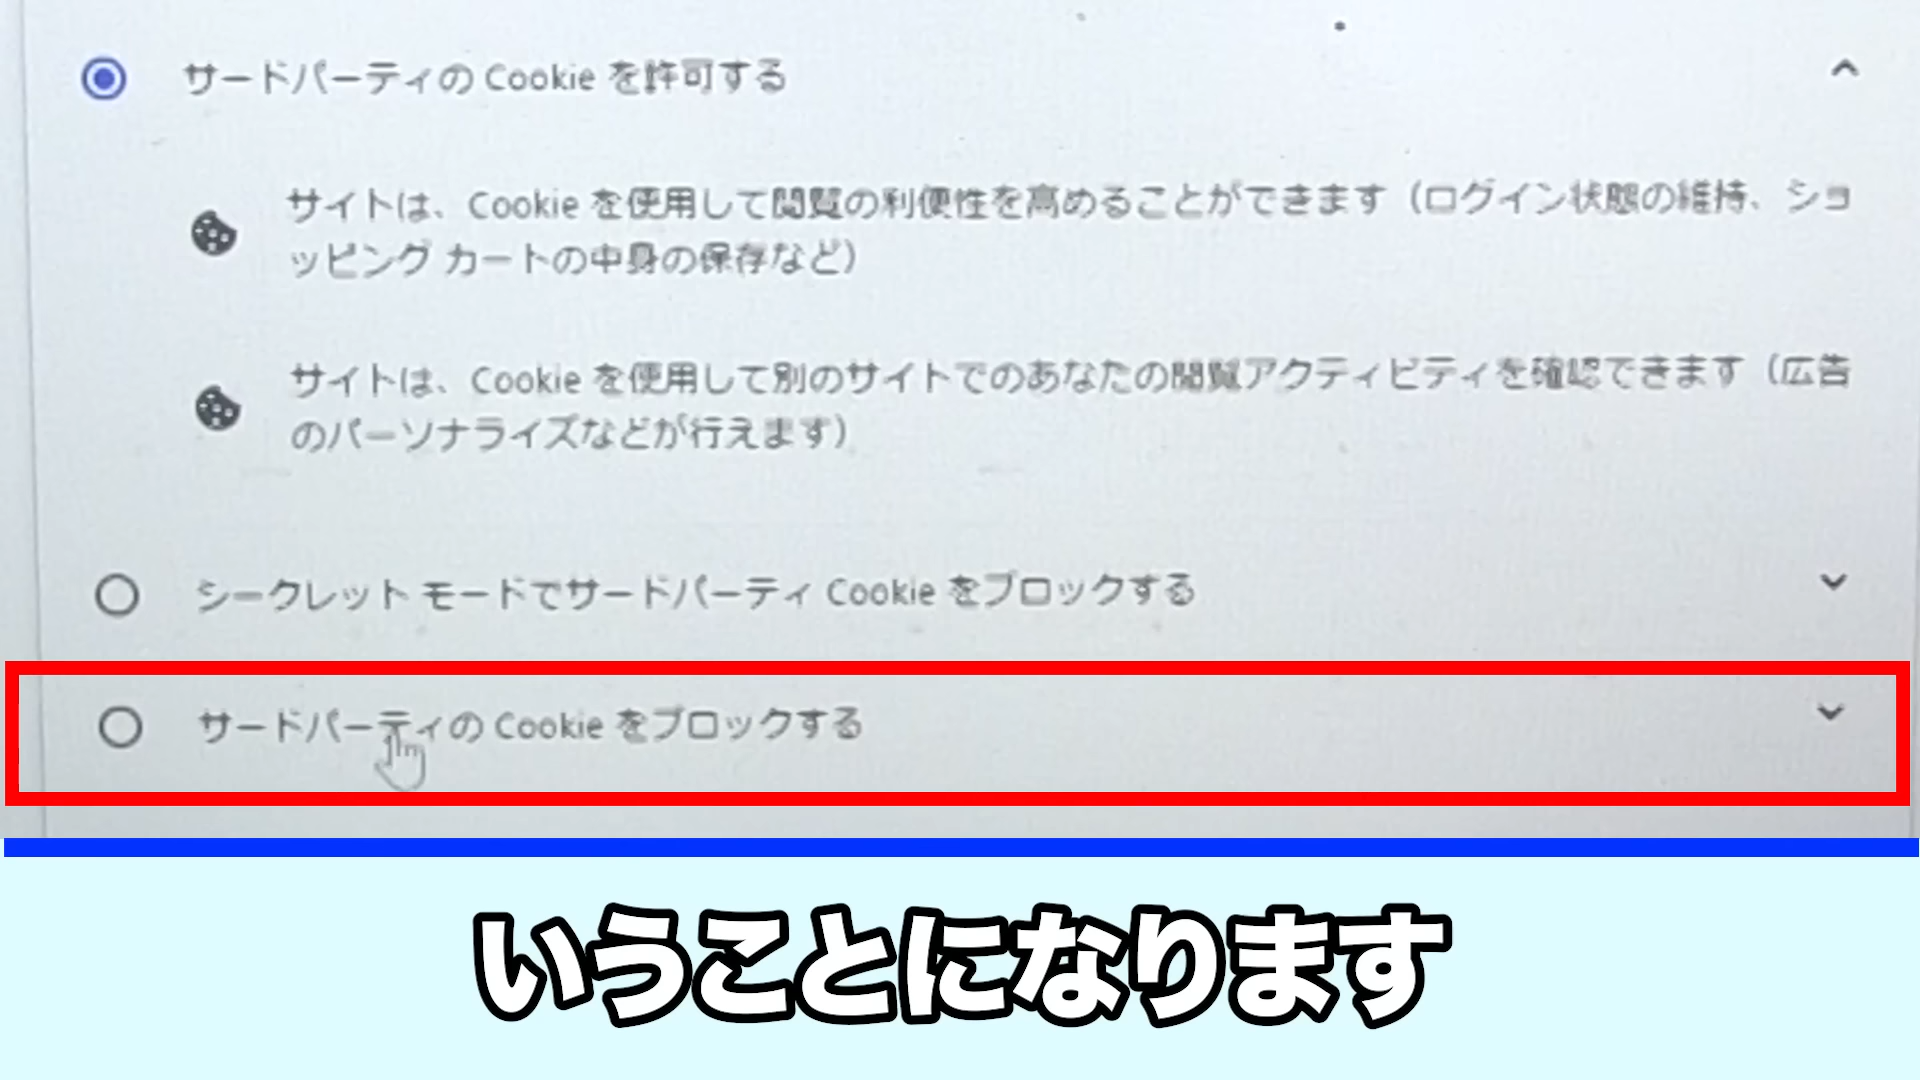 サードパーティの Cookie を許可する
サイトは、Cookie を使用して閲覧の利便性を高めることができます（ログイン状態の維持、ショ
ッピング カートの中身の保存など）
サイトは、Cookie を使用して別のサイトでのあなたの閲覧アクティビティを確認できます（広告
のパーソナライズなどが行えます）
シークレット モードでサードパーティ Cookie をブロックする
サードパーティの Cookie をブロックする
いうことになります